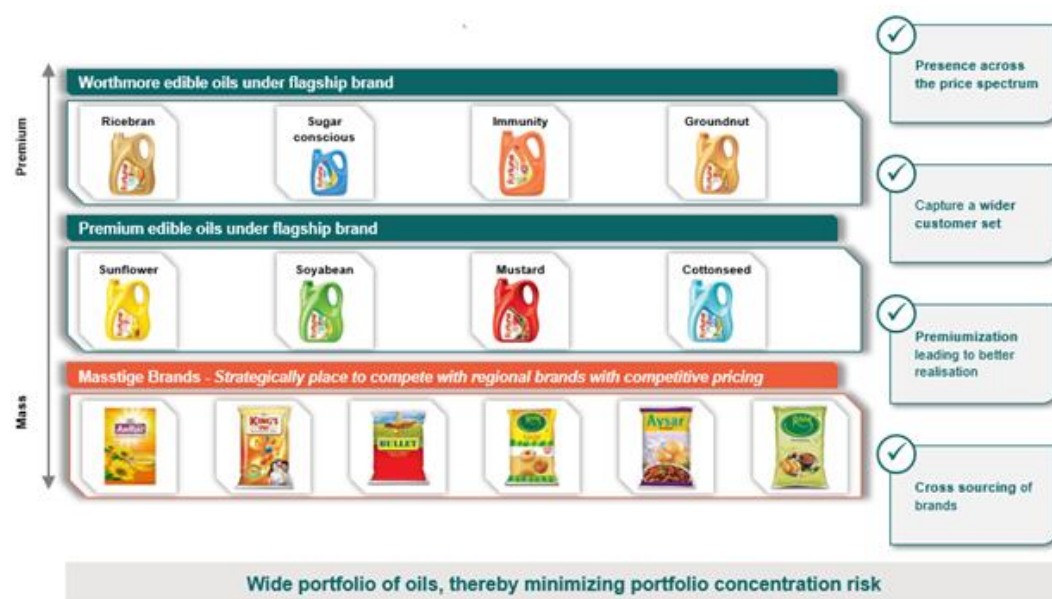 Premium
Mass
Worthmore edible oils under flagship brand
Ricebran
Sugar
conscious
Immunity
Groundnut
Premium edible oils under flagship brand
Sunflower
Soyabean
Mustard
Cottonseed
Masstige Brands - Strategically place to compete with regional brands with competitive pricing
KING'S
BULLET
Avsar
Presence across
the price spectrum
Capture a wider
customer set
Premiumization
leading to better
realisation
Cross sourcing of
brands
Wide portfolio of oils, thereby minimizing portfolio concentration risk